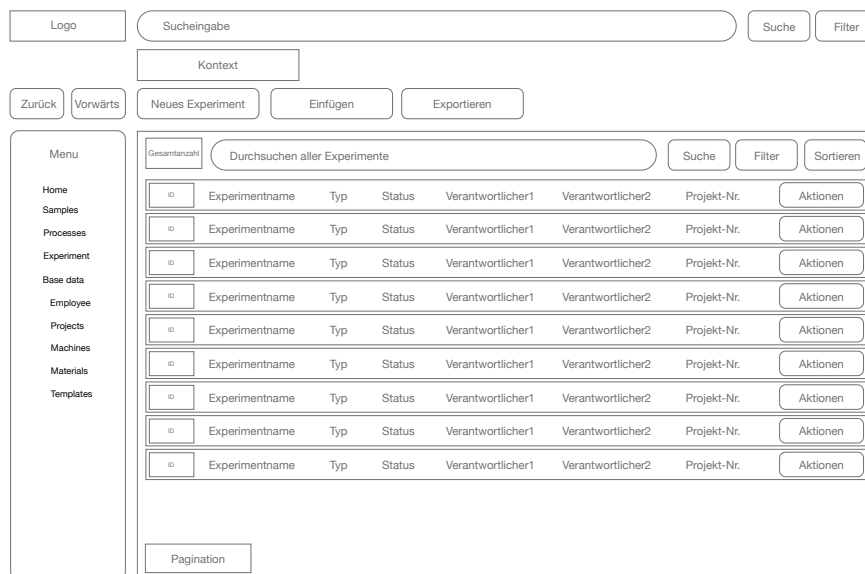 Logo
Sucheingabe
Suche
Filter
Kontext
Zurück
Vorwärts
Neues Experiment
Einfügen
Exportieren
Menu
Home
Samples
Processes
Experiment
Base data
Employee
Projects
Machines
Materials
Templates
Gesamtanzahl
Durchsuchen aller Experimente
Suche
Filter
Sortieren
ID Experimentname Typ Status Verantwortlicher1 Verantwortlicher2 Projekt-Nr. Aktionen
ID Experimentname Typ Status Verantwortlicher1 Verantwortlicher2 Projekt-Nr. Aktionen
ID Experimentname Typ Status Verantwortlicher1 Verantwortlicher2 Projekt-Nr. Aktionen
ID Experimentname Typ Status Verantwortlicher1 Verantwortlicher2 Projekt-Nr. Aktionen
ID Experimentname Typ Status Verantwortlicher1 Verantwortlicher2 Projekt-Nr. Aktionen
ID Experimentname Typ Status Verantwortlicher1 Verantwortlicher2 Projekt-Nr. Aktionen
ID Experimentname Typ Status Verantwortlicher1 Verantwortlicher2 Projekt-Nr. Aktionen
ID Experimentname Typ Status Verantwortlicher1 Verantwortlicher2 Projekt-Nr. Aktionen
ID Experimentname Typ Status Verantwortlicher1 Verantwortlicher2 Projekt-Nr. Aktionen
Pagination